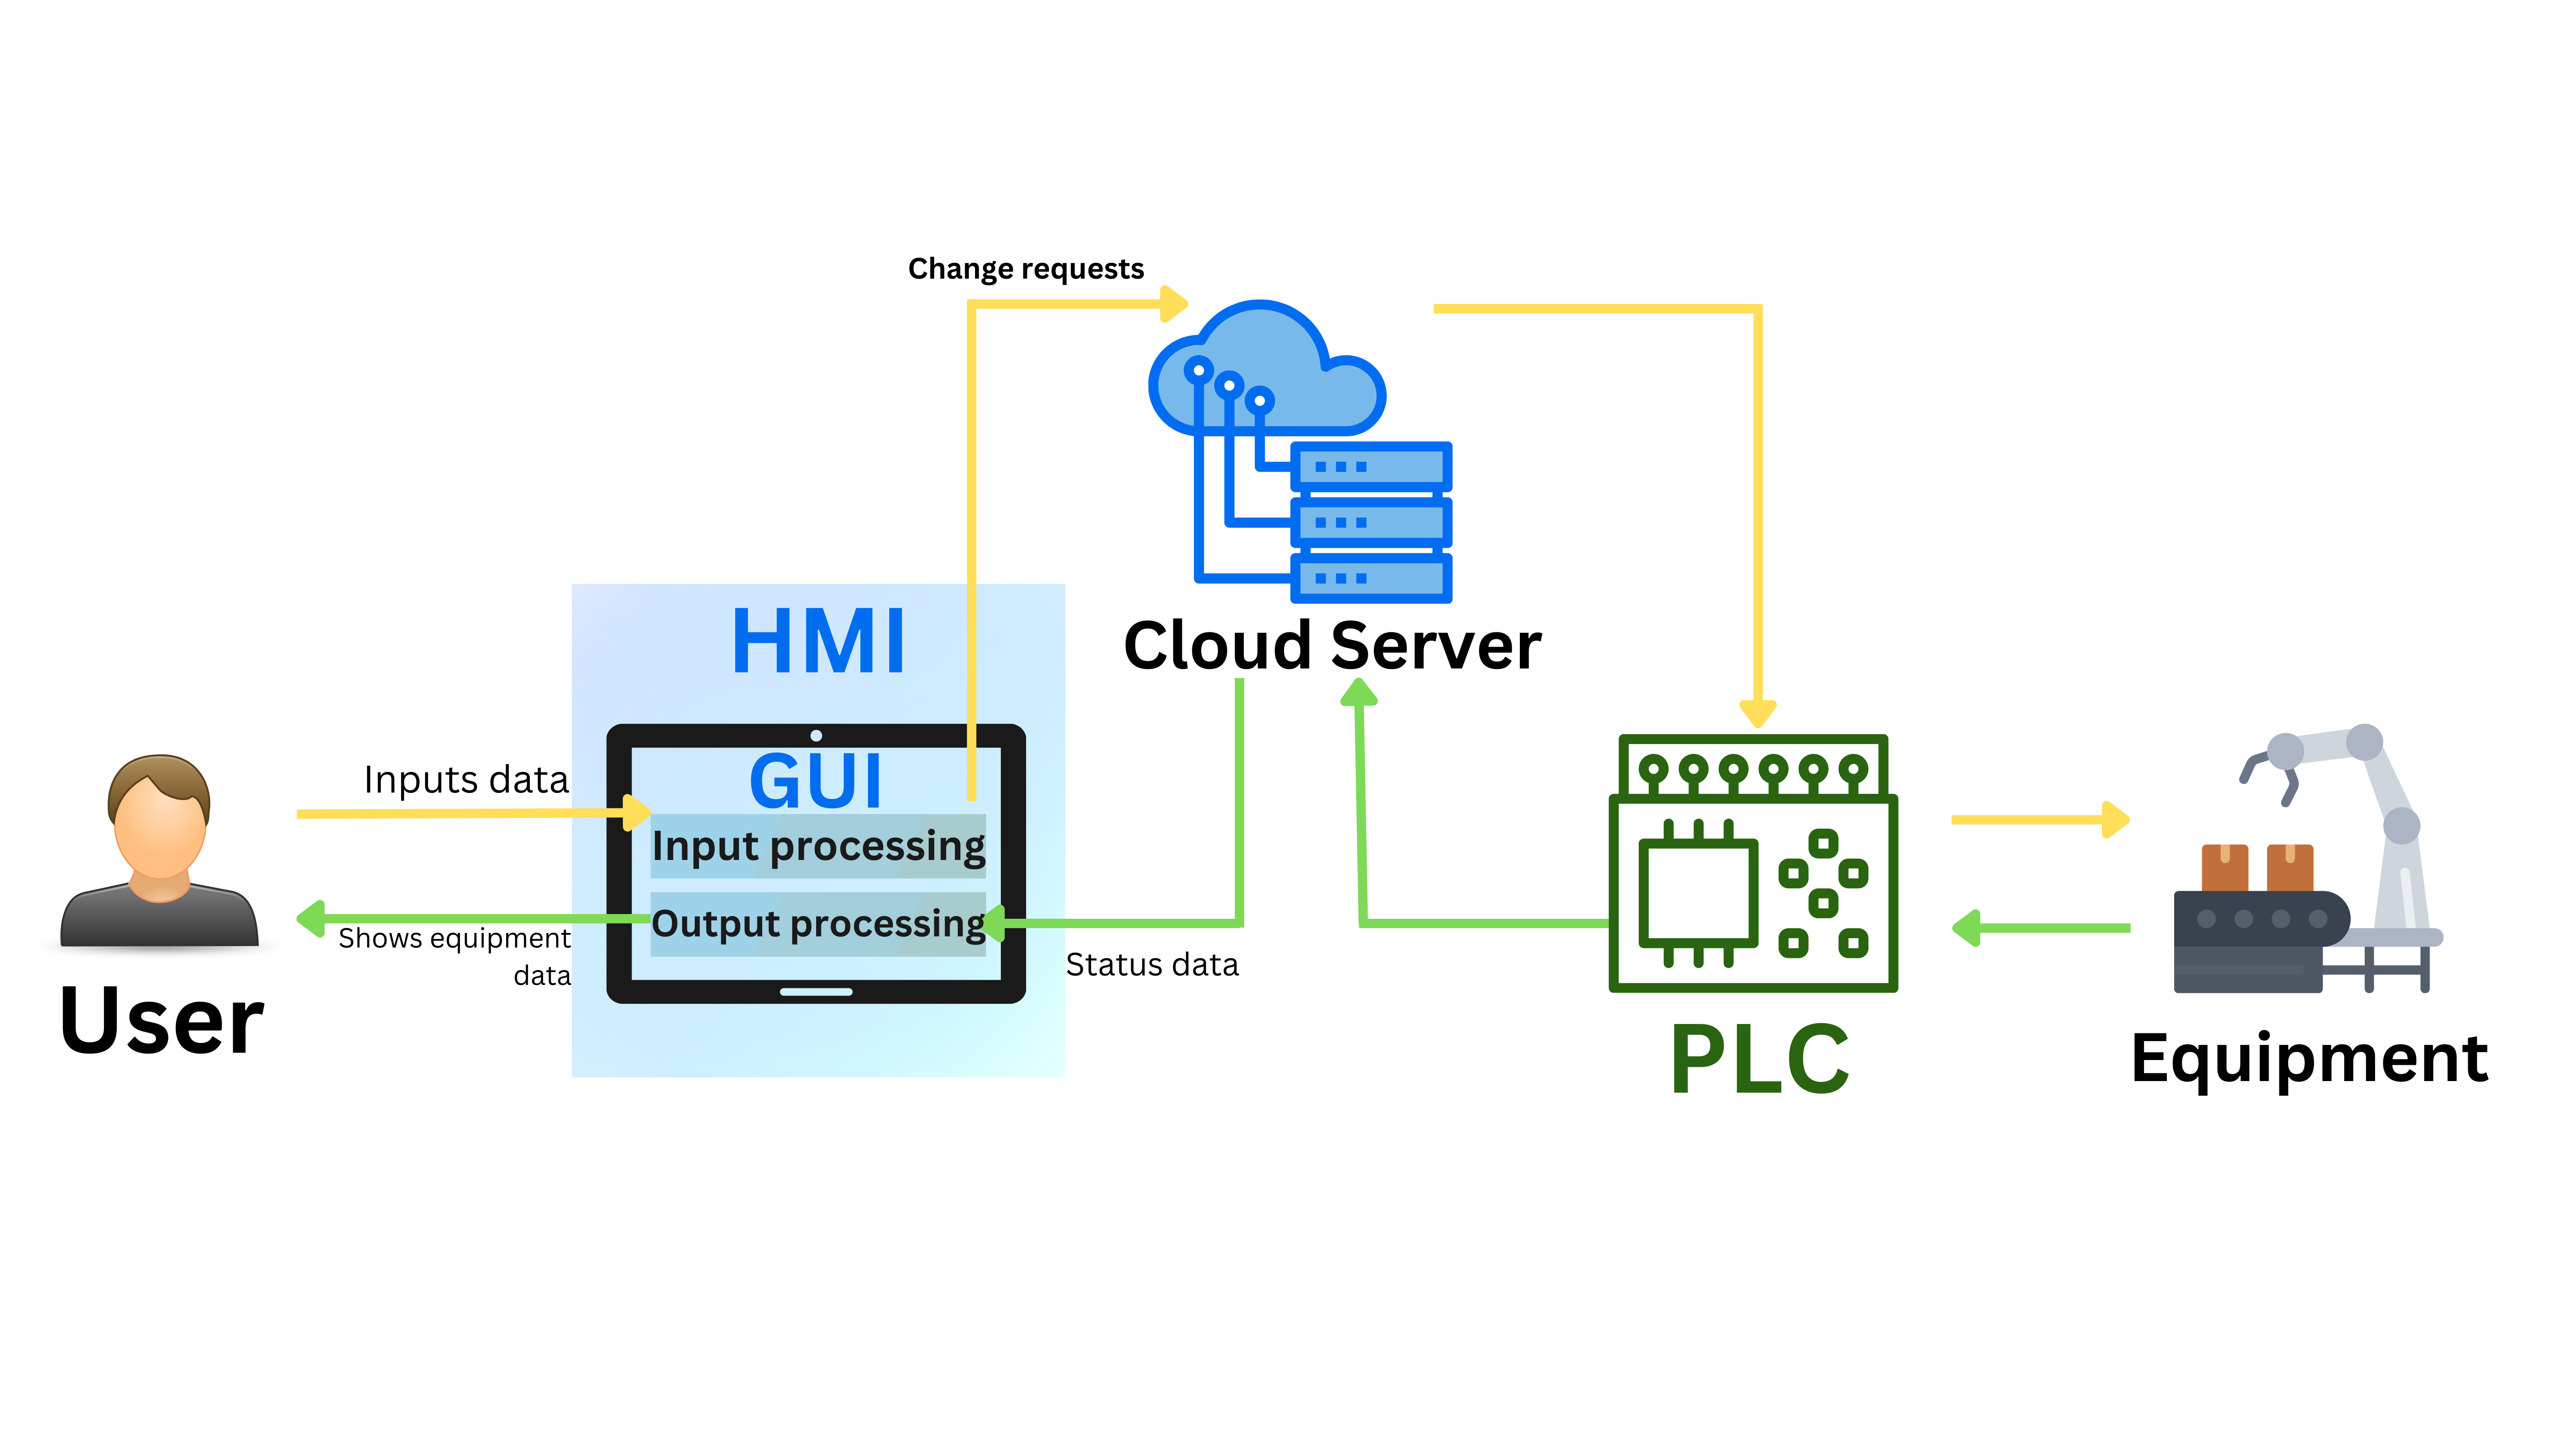 Change requests
Cloud Server
HMI
GUI
Inputs data
Input processing
Output processing
Shows equipment
data
Status data
User
PLC
Equipment